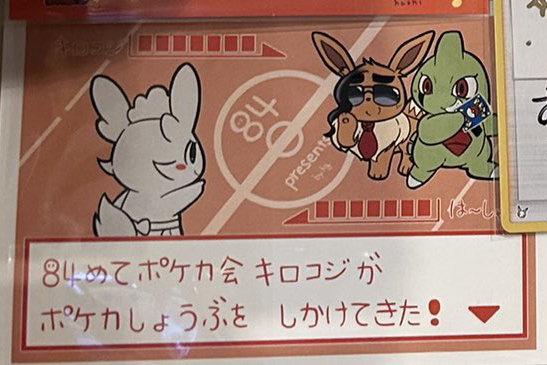 キロコジ
84
presents
は〜し
84めてポケカ会 キロコジが
ポケカしょうぶを しかけてきた!